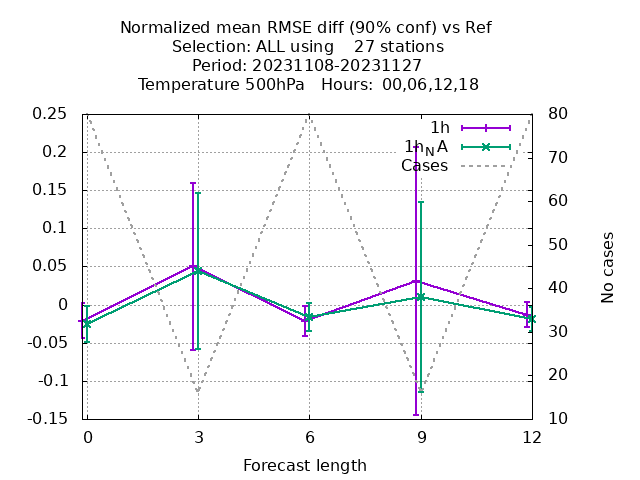 Normalized mean RMSE diff (90% conf) vs Ref
Selection: ALL using    27 stations
Period: 20231108-20231127
Temperature 500hPa   Hours:  00,06,12,18
0.25
0.2
0.15
0.1
0.05
0
-0.05
-0.1
-0.15
1h
1h_NA
Cases
80
70
60
50
40
30
20
10
No cases
0
3
6
9
12
Forecast length